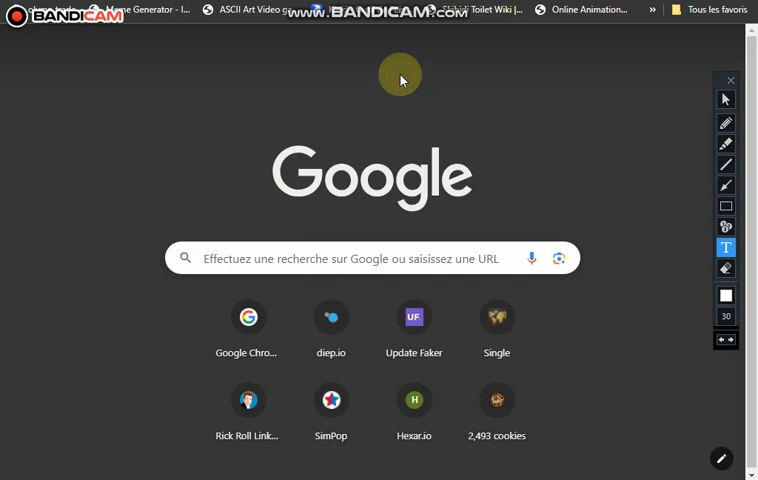 BANDICAM
Meme Generator - I...
ASCII Art Video
www.BANDICAM.com
Toilet Wiki |...
Online Animation...
»
Tous les favoris
Google
Effectuez une recherche sur Google ou saisissez une URL
Google Chro...
diep.io
UF
Update Faker
Single
Rick Roll Link...
SimPop
H
Hexar.io
2,493 cookies
T
30